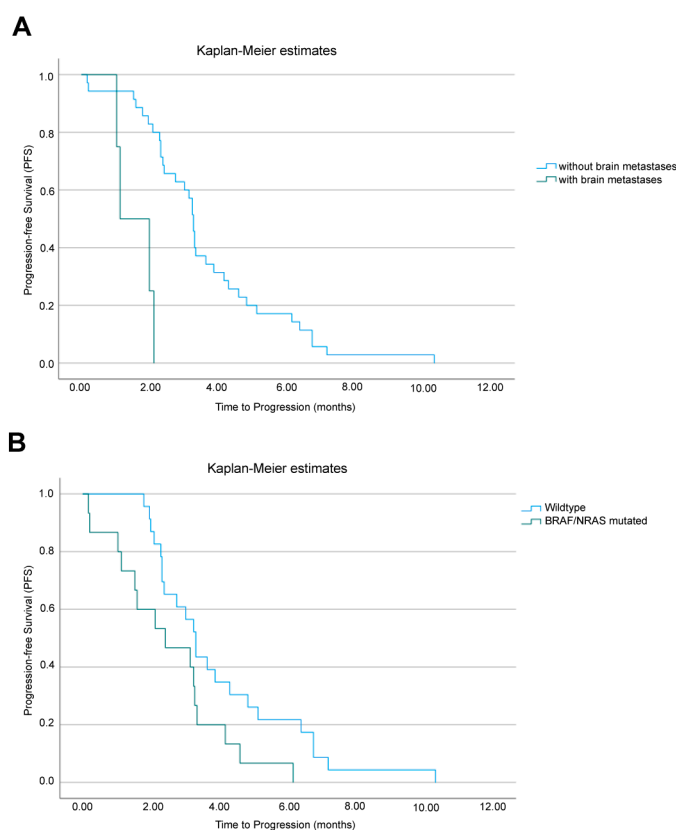 A
Kaplan-Meier estimates
Progression-free Survival (PFS)
1.0
0.8
0.6
0.4
0.2
0.0
0.00 2.00 4.00 6.00 8.00 10.00 12.00
Time to Progression (months)
without brain metastases
with brain metastases
B
Kaplan-Meier estimates
Progression-free Survival (PFS)
1.0
0.8
0.6
0.4
0.2
0.0
0.00 2.00 4.00 6.00 8.00 10.00 12.00
Time to Progression (months)
Wildtype
BRAF/NRAS mutated